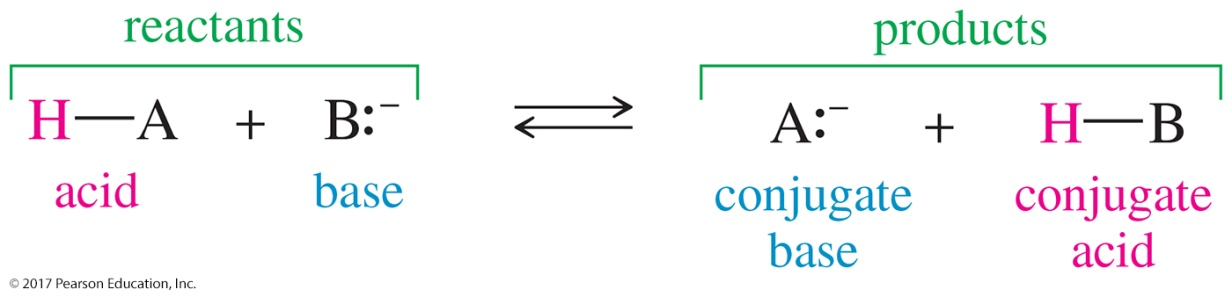 reactants products
H—A + B:⁻ ⇌ A:⁻ + H—B
acid base conjugate base conjugate acid
© 2017 Pearson Education, Inc.